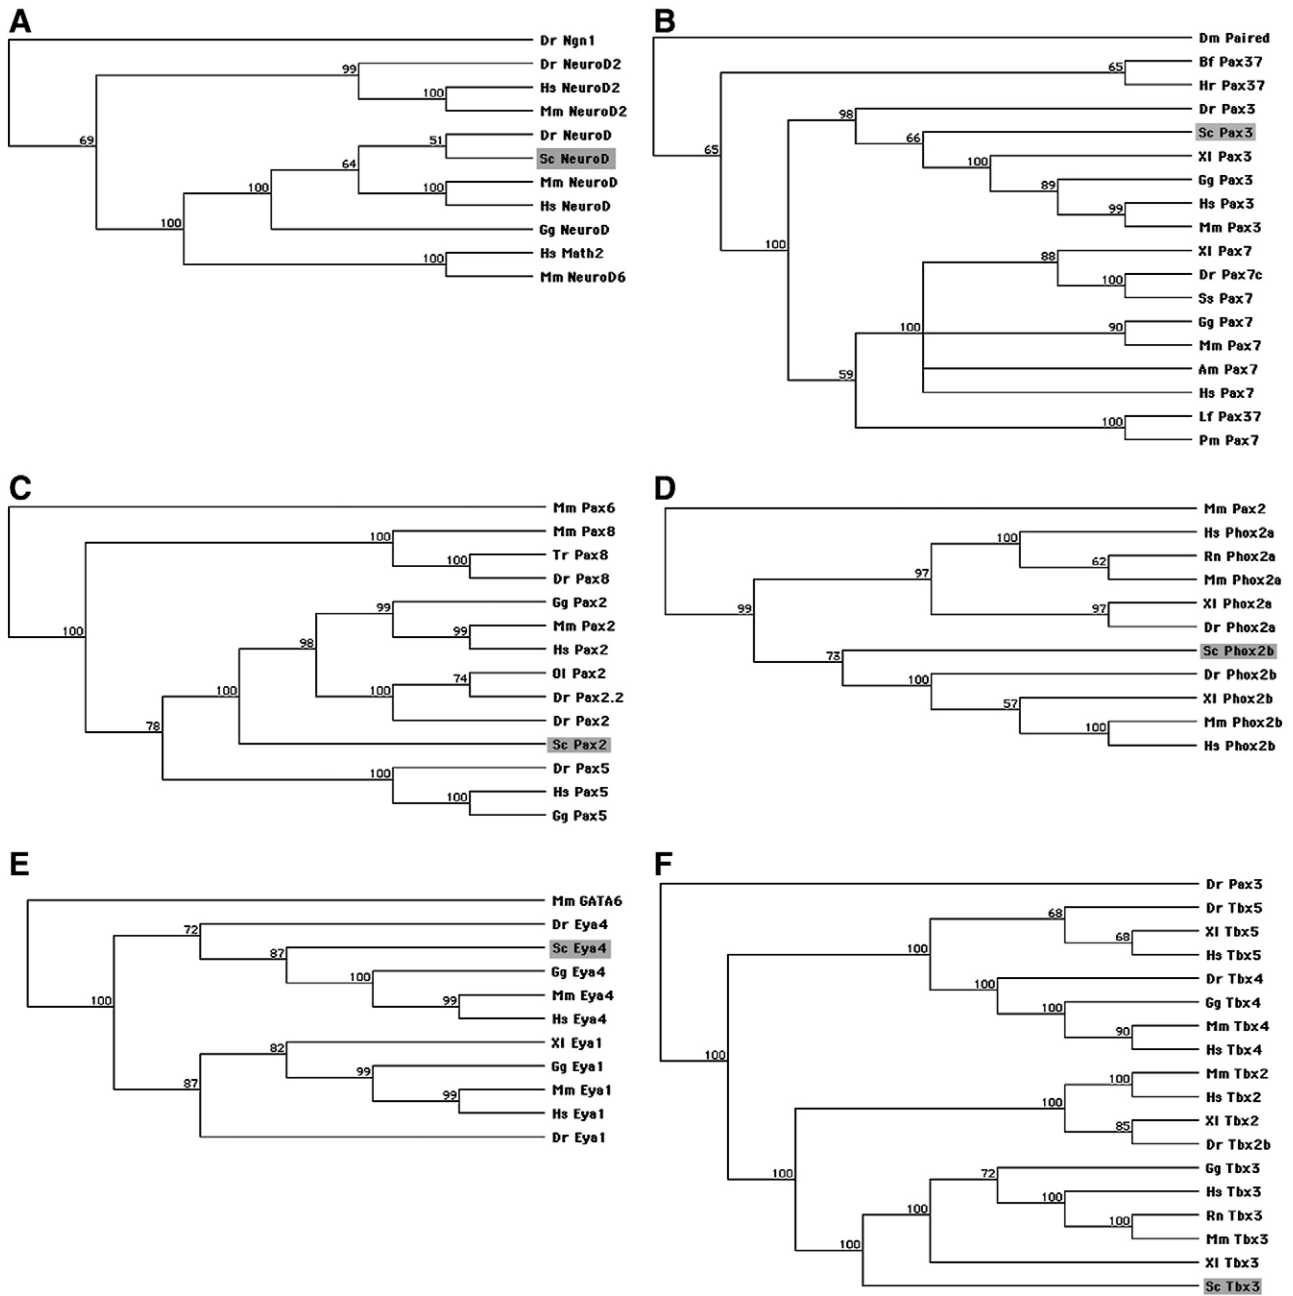 A
Dr Ngn1
99
Dr NeuroD2
Hs NeuroD2
100
Mm NeuroD2
69
51
Dr NeuroD
Sc NeuroD
64
Mm NeuroD
100
100
Hs NeuroD
100
Gg NeuroD
Hs Math2
100
Mm NeuroD6
B
Dm Paired
65
Bf Pax37
Hr Pax37
98
Dr Pax3
66
Sc Pax3
65
100
Xl Pax3
89
Gg Pax3
99
Hs Pax3
Mm Pax3
100
88
Xl Pax7
100
Dr Pax7c
Ss Pax7
100
90
Gg Pax7
Mm Pax7
59
Am Pax7
Hs Pax7
100
Lf Pax37
Pm Pax7
C
Mm Pax6
100
Mm Pax8
100
Tr Pax8
Dr Pax8
99
Gg Pax2
100
99
Mm Pax2
98
Hs Pax2
74
Ol Pax2
100
100
Dr Pax2.2
78
Dr Pax2
Sc Pax2
100
Dr Pax5
100
Hs Pax5
Gg Pax5
D
Mm Pax2
100
Hs Phox2a
62
Rn Phox2a
97
Mm Phox2a
99
97
Xl Phox2a
Dr Phox2a
73
Sc Phox2b
100
Dr Phox2b
57
Xl Phox2b
100
Mm Phox2b
Hs Phox2b
E
Mm GATA6
72
Dr Eya4
87
Sc Eya4
100
Gg Eya4
100
99
Mm Eya4
Hs Eya4
82
Xl Eya1
99
Gg Eya1
87
99
Mm Eya1
Hs Eya1
Dr Eya1
F
Dr Pax3
68
Dr Tbx5
68
Xl Tbx5
100
Hs Tbx5
100
Dr Tbx4
100
Gg Tbx4
90
Mm Tbx4
100
Hs Tbx4
100
Mm Tbx2
100
Hs Tbx2
85
Xl Tbx2
Dr Tbx2b
100
72
Gg Tbx3
100
Hs Tbx3
100
100
Rn Tbx3
Mm Tbx3
100
Xl Tbx3
Sc Tbx3